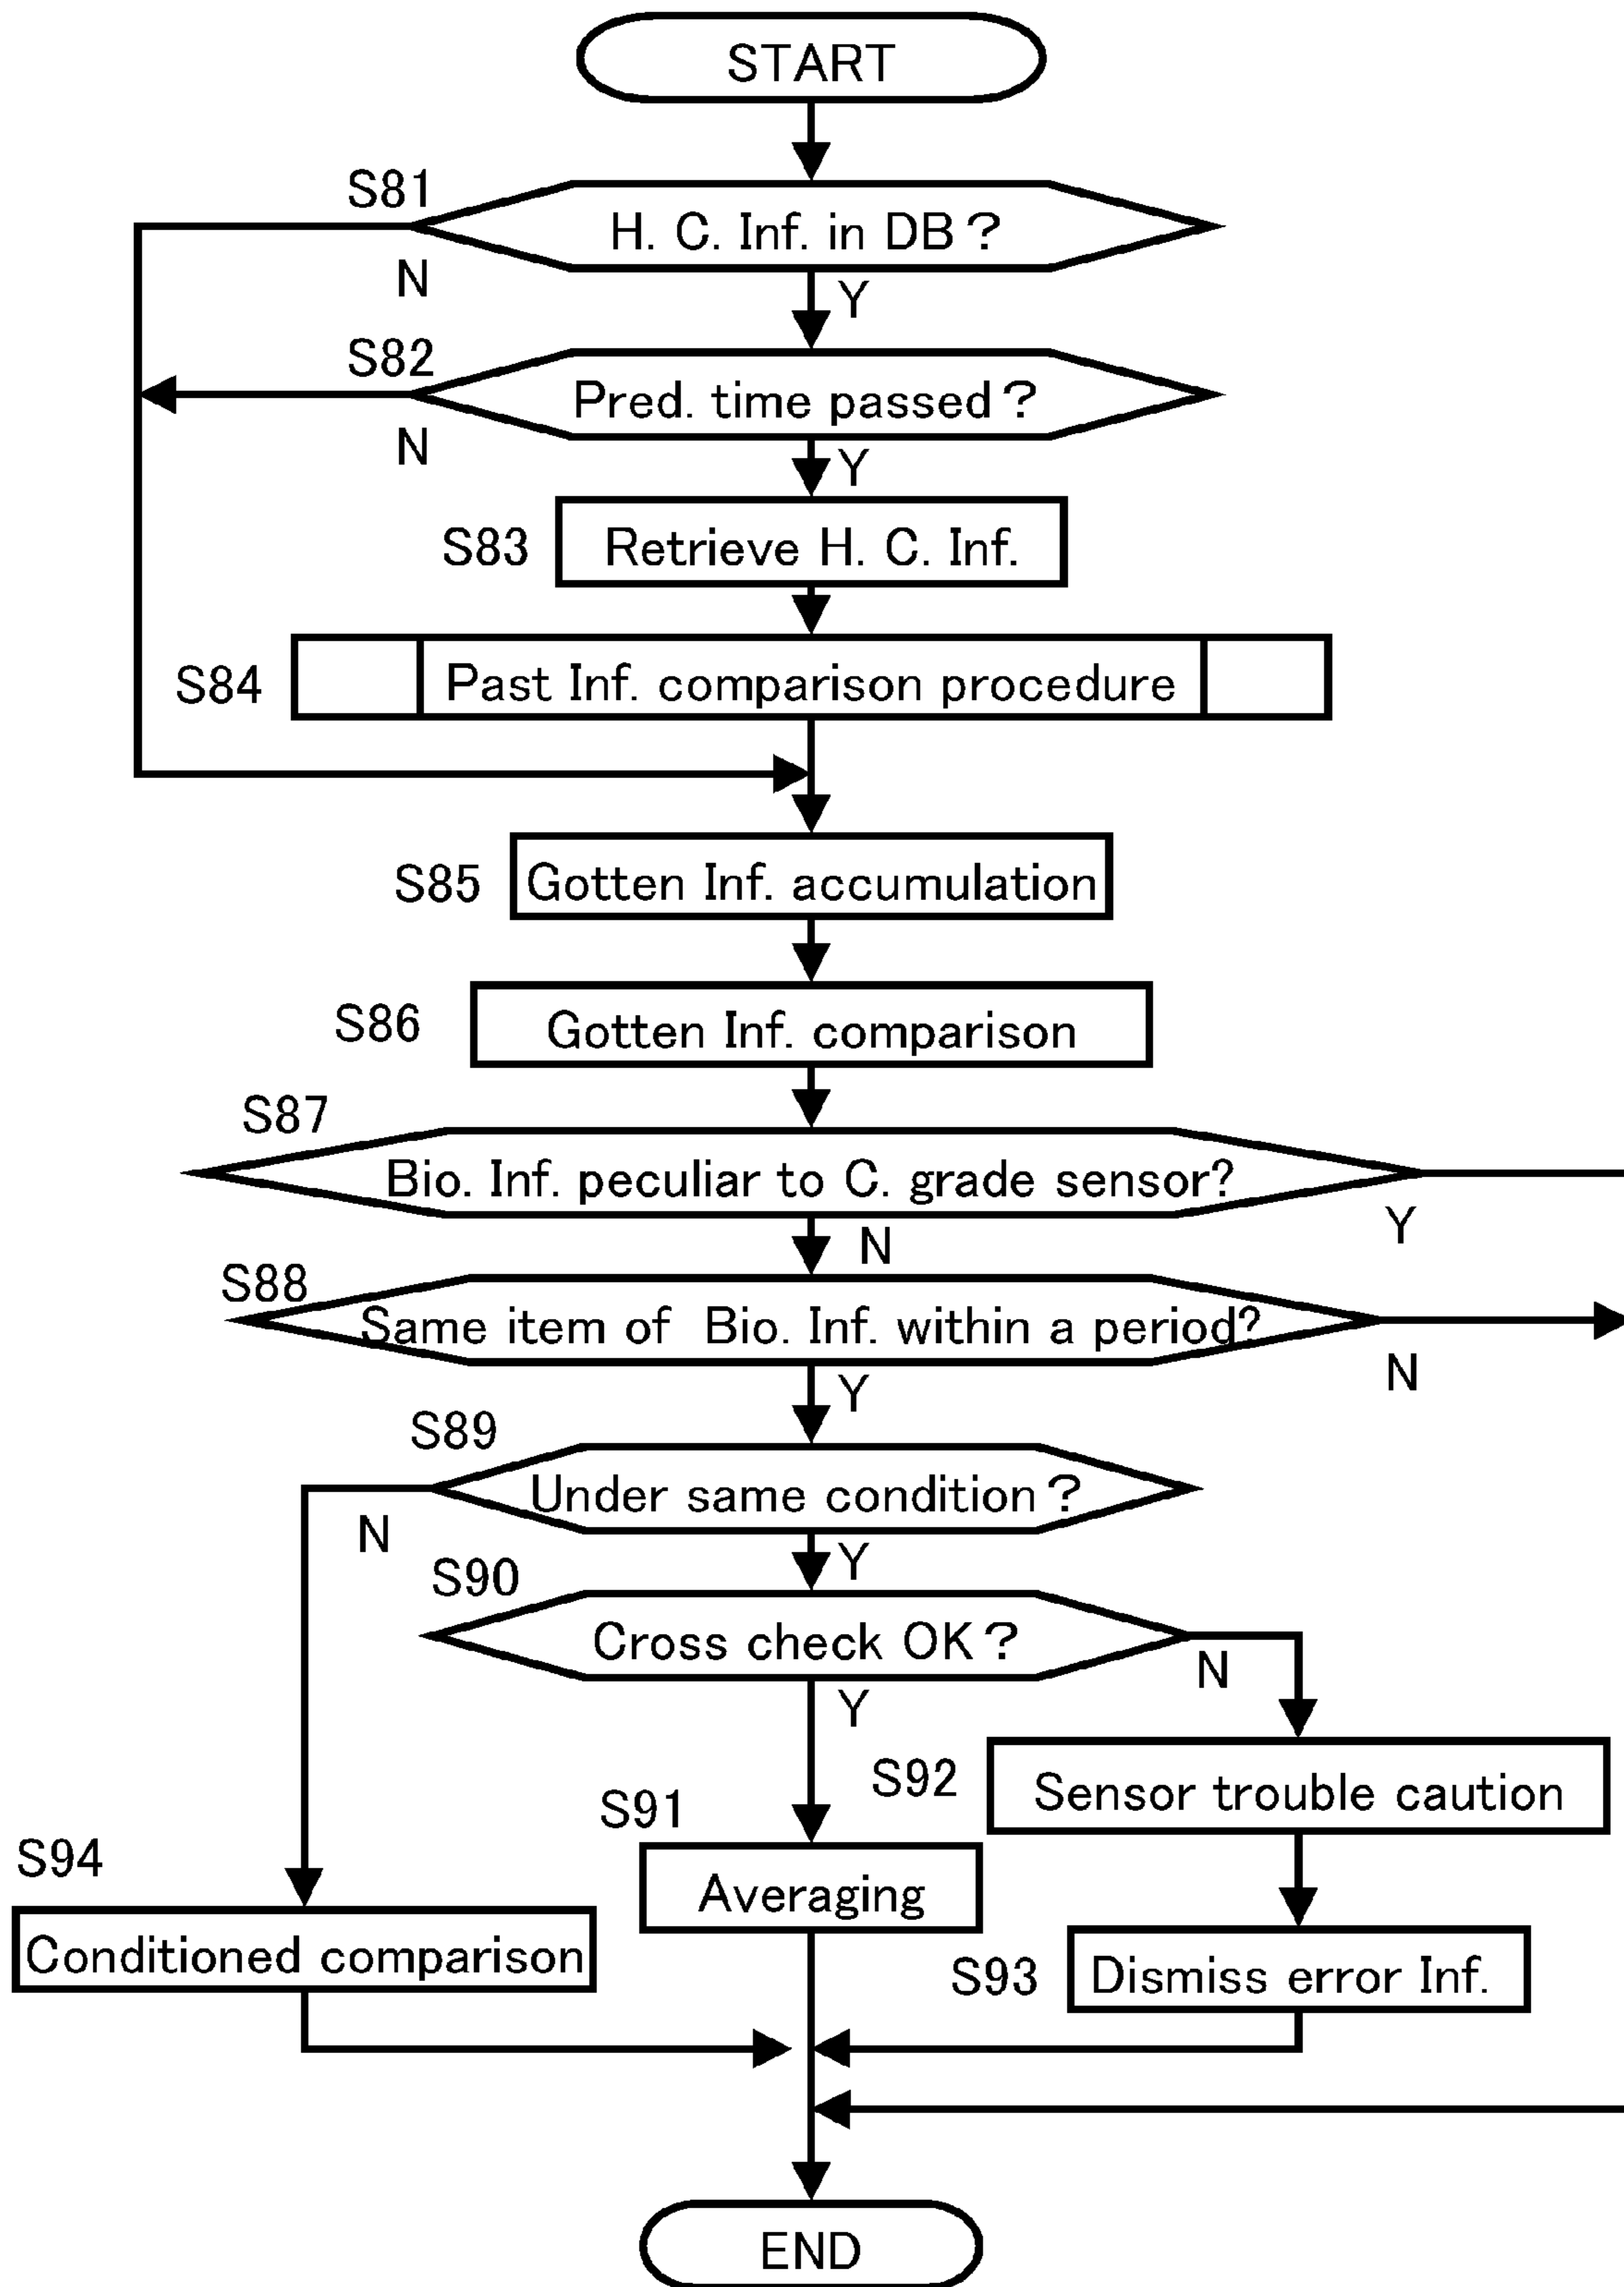 START
S81
H. C. Inf. in DB?
N
Y
S82
Pred. time passed?
N
Y
S83
Retrieve H. C. Inf.
S84
Past Inf. comparison procedure
S85
Gotten Inf. accumulation
S86
Gotten Inf. comparison
S87
Bio. Inf. peculiar to C. grade sensor?
Y
N
S88
Same item of Bio. Inf. within a period?
N
Y
S89
Under same condition?
N
Y
S90
Cross check OK?
N
Y
S92
Sensor trouble caution
S91
Averaging
S94
Conditioned comparison
S93
Dismiss error Inf.
END